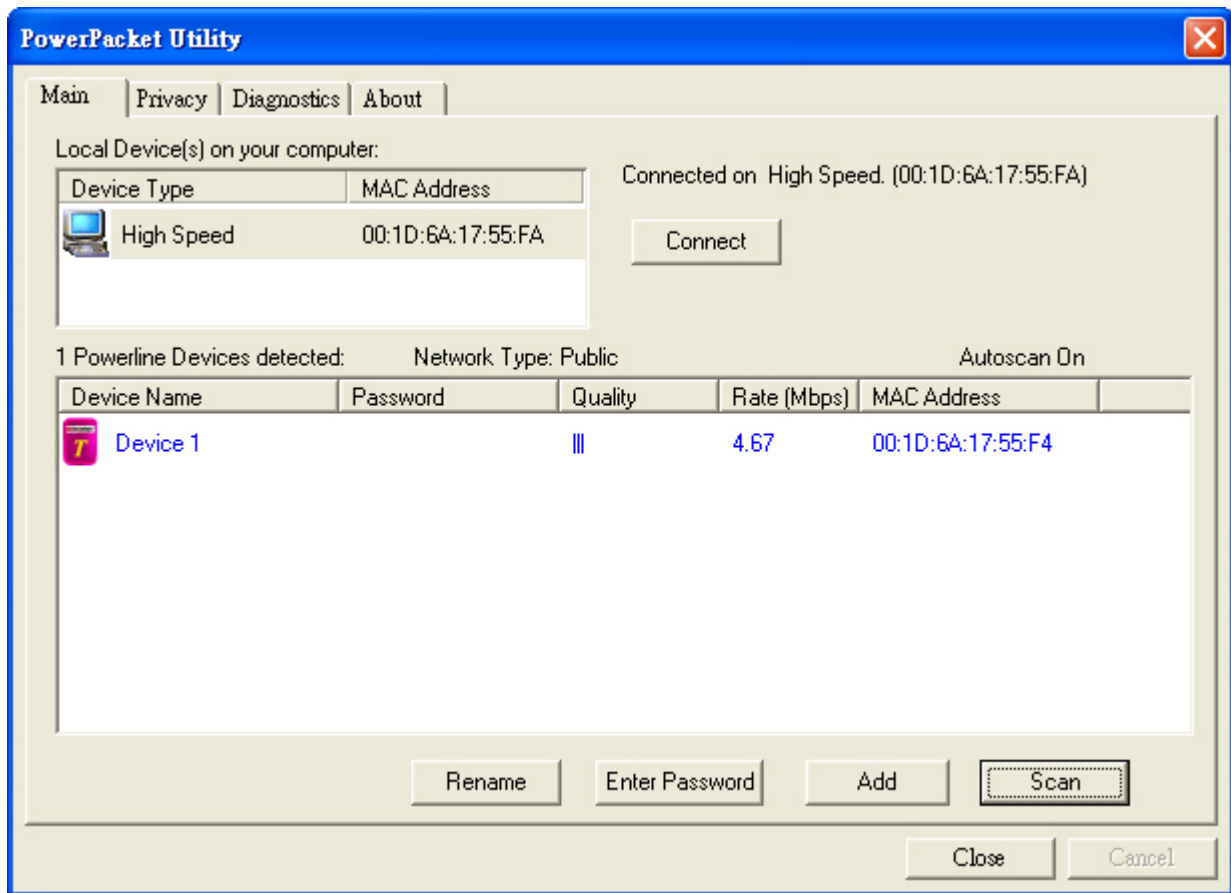 PowerPacket Utility
Main Privacy Diagnostics About
Local Device(s) on your computer:
Device Type MAC Address
High Speed 00:1D:6A:17:55:FA
Connected on High Speed. (00:1D:6A:17:55:FA)
Connect
1 Powerline Devices detected: Network Type: Public Autoscan On
Device Name Password Quality Rate (Mbps) MAC Address
T Device 1 ||| 4.67 00:1D:6A:17:55:F4
Rename Enter Password Add Scan
Close Cancel